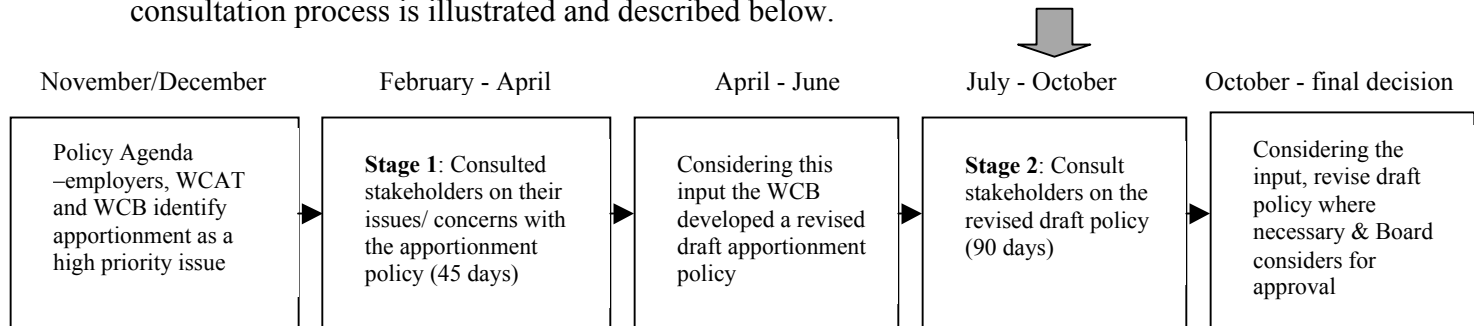 consultation process is illustrated and described below.
November/December
Policy Agenda
–employers, WCAT
and WCB identify
apportionment as a
high priority issue
February - April
Stage 1: Consulted
stakeholders on their
issues/ concerns with
the apportionment
policy (45 days)
April - June
Considering this
input the WCB
developed a revised
draft apportionment
policy
July - October
Stage 2: Consult
stakeholders on the
revised draft policy
(90 days)
October - final decision
Considering the
input, revise draft
policy where
necessary & Board
considers for
approval